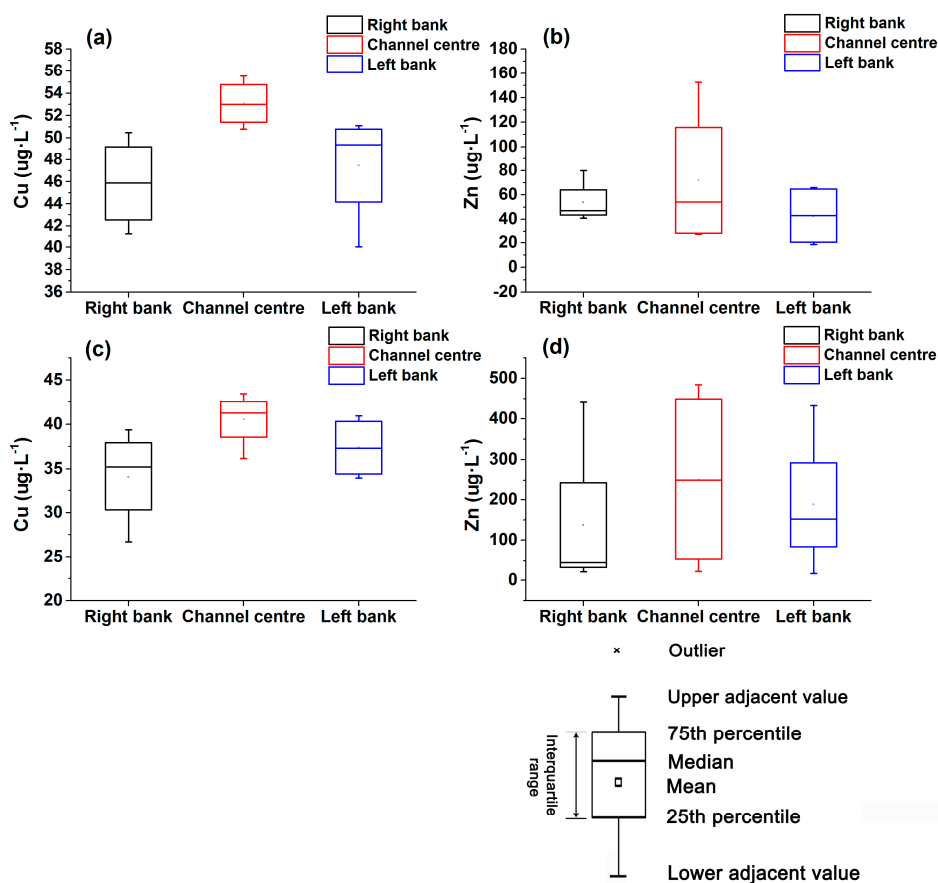 (a)
Right bank
Channel centre
Left bank
Cu (ug·L⁻¹)
58
56
54
52
50
48
46
44
42
40
38
36
Right bank Channel centre Left bank
(b)
Right bank
Channel centre
Left bank
Zn (ug·L⁻¹)
180
160
140
120
100
80
60
40
20
0
-20
Right bank Channel centre Left bank
(c)
Right bank
Channel centre
Left bank
Cu (ug·L⁻¹)
45
40
35
30
25
20
Right bank Channel centre Left bank
(d)
Right bank
Channel centre
Left bank
Zn (ug·L⁻¹)
500
400
300
200
100
0
Right bank Channel centre Left bank
Outlier
Upper adjacent value
75th percentile
Median
Mean
25th percentile
Lower adjacent value
Interquartile
range